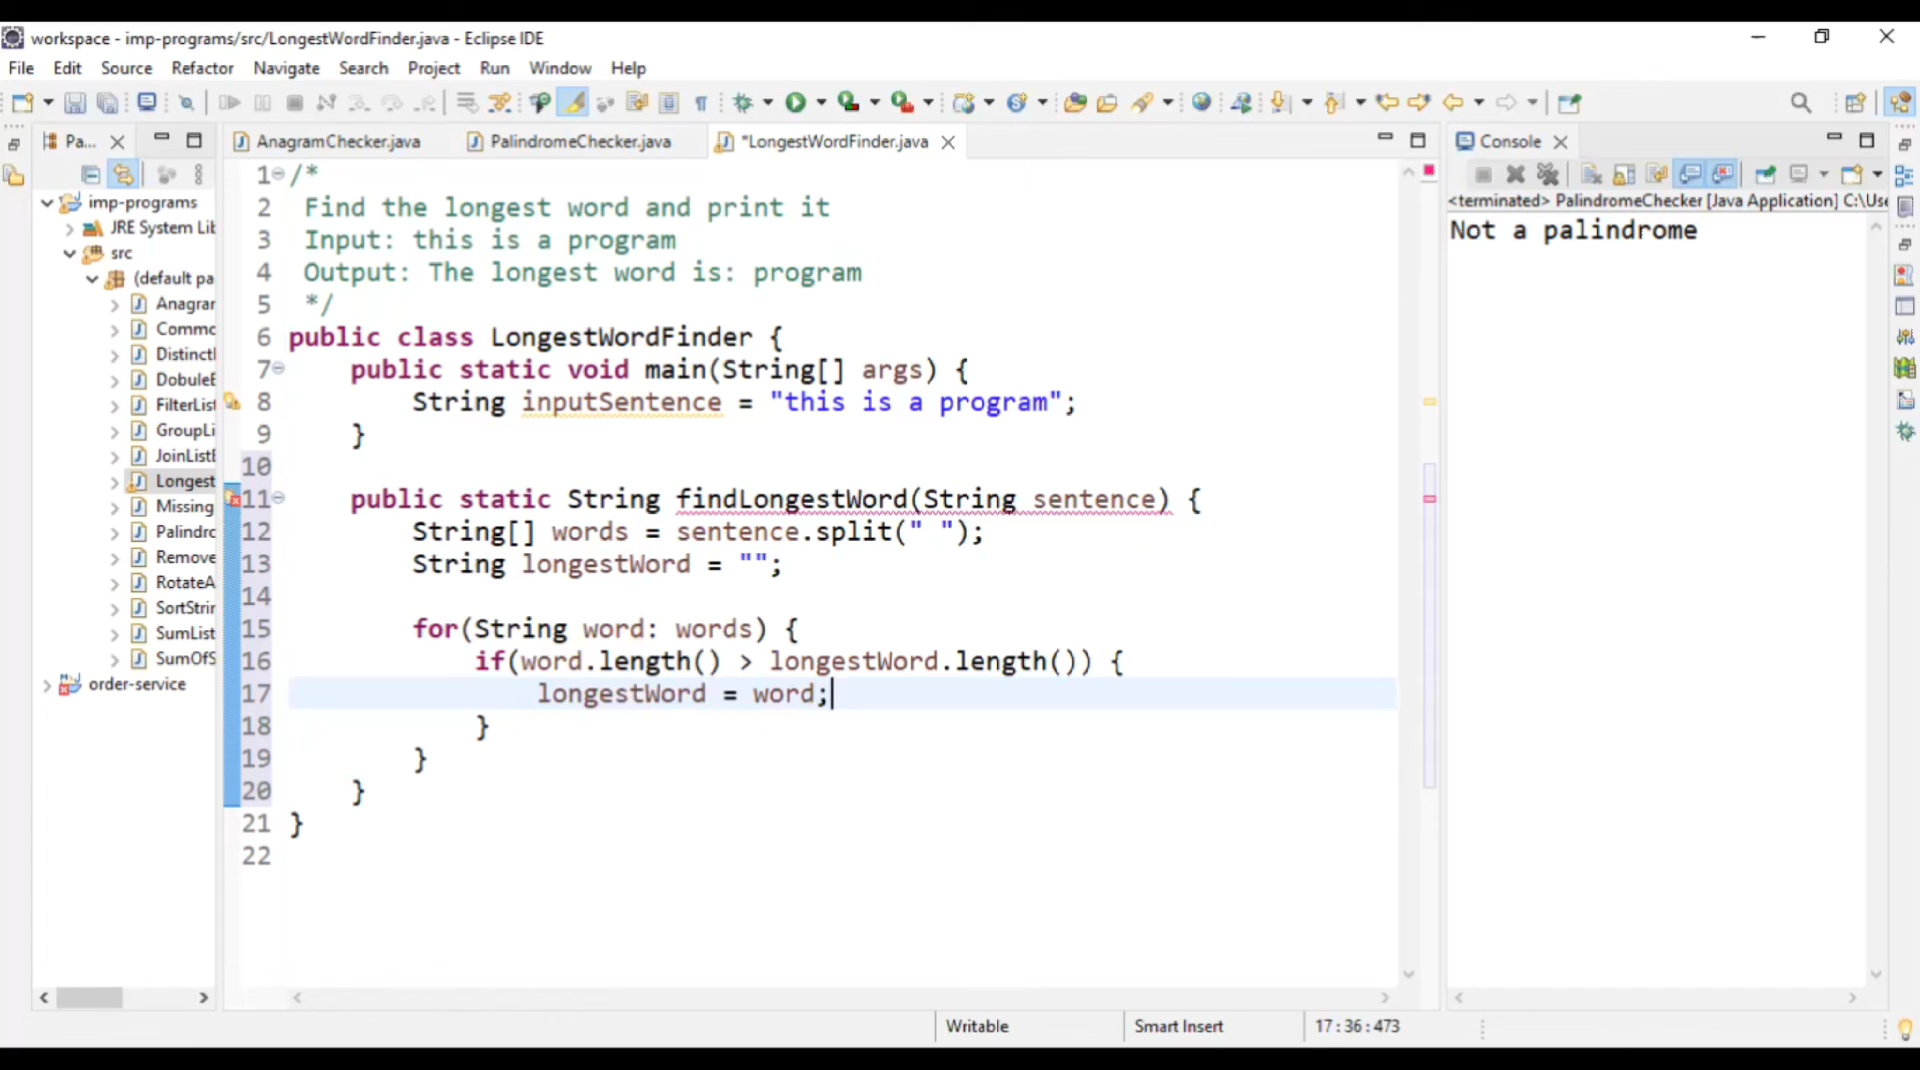 workspace - imp-programs/src/LongestWordFinder.java - Eclipse IDE
File Edit Source Refactor Navigate Search Project Run Window Help
Pa...
AnagramChecker.java
PalindromeChecker.java
*LongestWordFinder.java
Console
imp-programs
JRE System Lib
src
(default pa
Anagrar
Commo
Distinctl
DobuleE
FilterList
GroupLi
JoinListE
Longest
Missing
Palindro
Remove
RotateA
SortStrir
SumList
SumOfS
order-service
1 /*
2 Find the longest word and print it
3 Input: this is a program
4 Output: The longest word is: program
5 */
6 public class LongestWordFinder {
7 public static void main(String[] args) {
8 String inputSentence = "this is a program";
9 }
10
11 public static String findLongestWord(String sentence) {
12 String[] words = sentence.split(" ");
13 String longestWord = "";
14
15 for(String word: words) {
16 if(word.length() > longestWord.length()) {
17 longestWord = word;
18 }
19 }
20 }
21 }
22
<terminated> PalindromeChecker [Java Application] C:\Use
Not a palindrome
Writable
Smart Insert
17:36:473